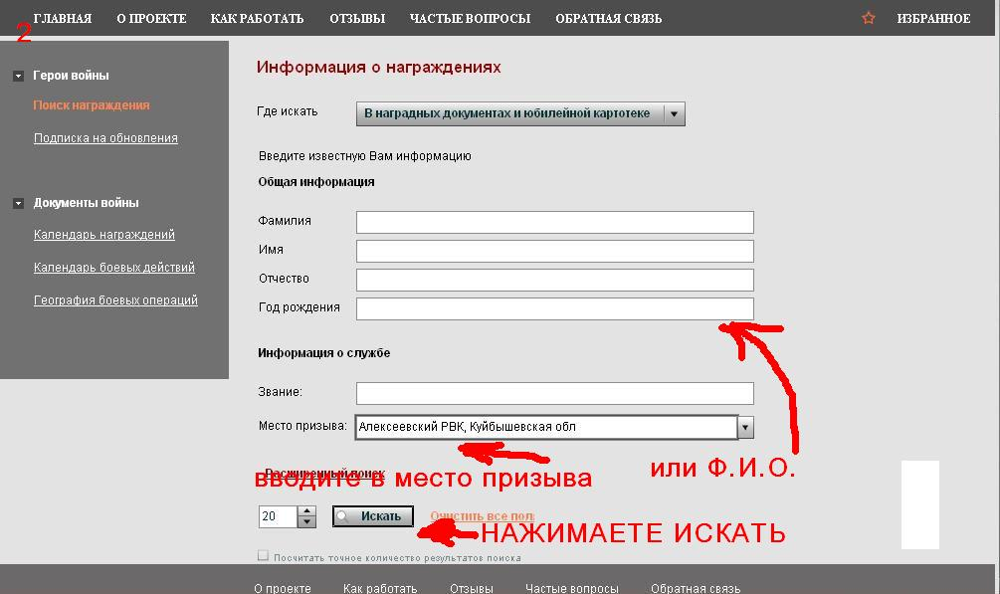 ГЛАВНАЯ О ПРОЕКТЕ КАК РАБОТАТЬ ОТЗЫВЫ ЧАСТЫЕ ВОПРОСЫ ОБРАТНАЯ СВЯЗЬ ИЗБРАННОЕ
2
Герои войны
Поиск награждения
Подписка на обновления
Документы войны
Календарь награждений
Календарь боевых действий
География боевых операций
Информация о награждениях
Где искать В наградных документах и юбилейной картотеке
Введите известную Вам информацию
Общая информация
Фамилия
Имя
Отчество
Год рождения
Информация о службе
Звание:
Место призыва: Алексеевский РВК, Куйбышевская обл
или Ф.И.О.
Расширенный поиск
вводите в место призыва
20 Искать Очистить все пол
НАЖИМАЕТЕ ИСКАТЬ
Посчитать точное количество результатов поиска
О проекте Как работать Отзывы Частые вопросы Обратная связь